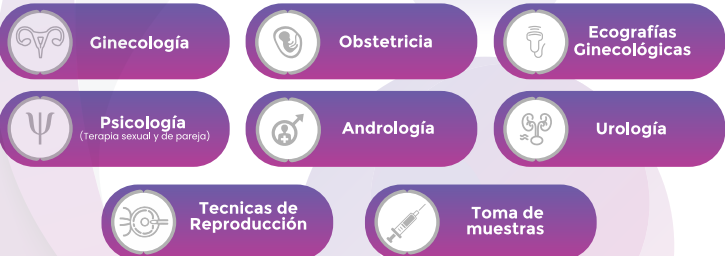 Ginecología
Obstetricia
Ecografías
Ginecológicas
Psicología
(Terapia sexual y de pareja)
Andrología
Urología
Tecnicas de
Reproducción
Toma de
muestras